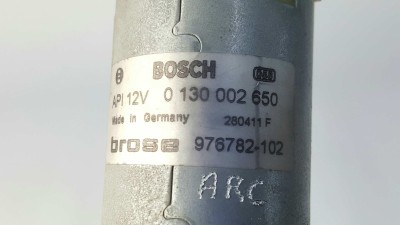 BOSCH
API 12V 0 130 002 650
Made in Germany 280411 F
brose 976782-102
ARC